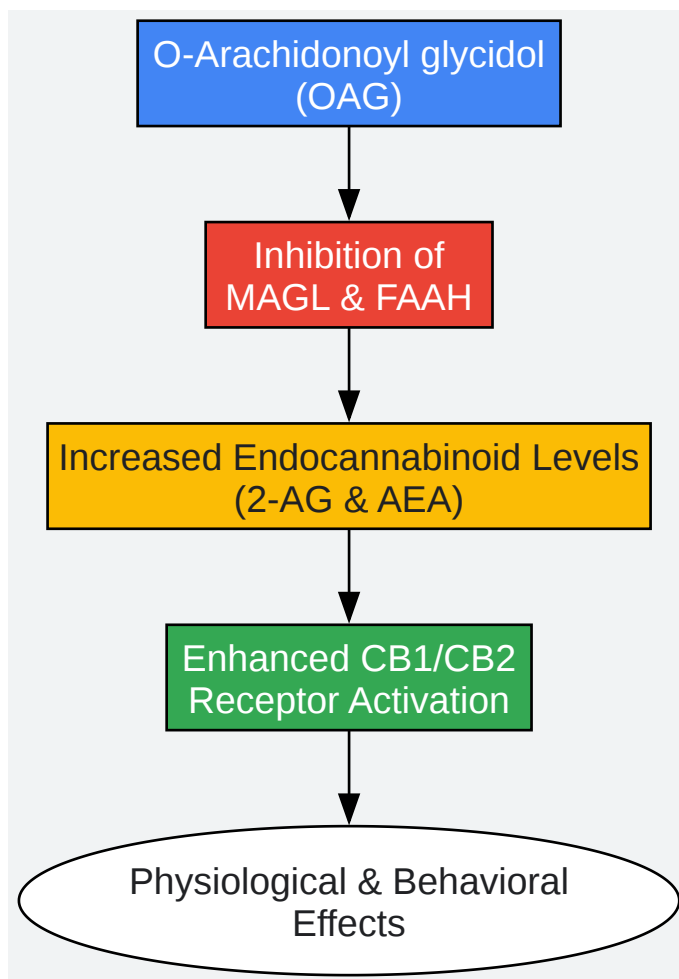 O-Arachidonoyl glycidol
(OAG)
Inhibition of
MAGL & FAAH
Increased Endocannabinoid Levels
(2-AG & AEA)
Enhanced CB1/CB2
Receptor Activation
Physiological & Behavioral
Effects